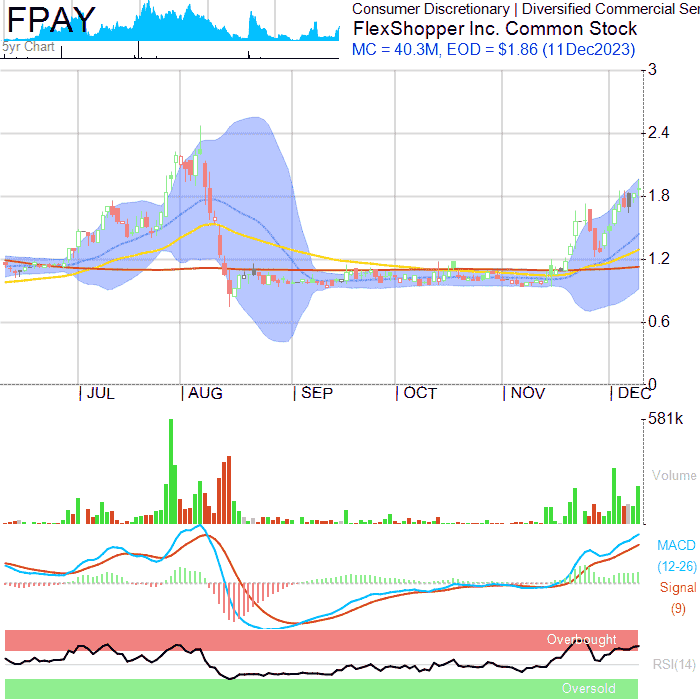 FPAY
Consumer Discretionary | Diversified Commercial Ser
FlexShopper Inc. Common Stock
MC = 40.3M, EOD = $1.86 (11Dec2023)
5yr Chart
3
2.4
1.8
1.2
0.6
0
JUL AUG SEP OCT NOV DEC
581k
Volume
MACD
(12-26)
Signal
(9)
Overbought
RSI(14)
Oversold